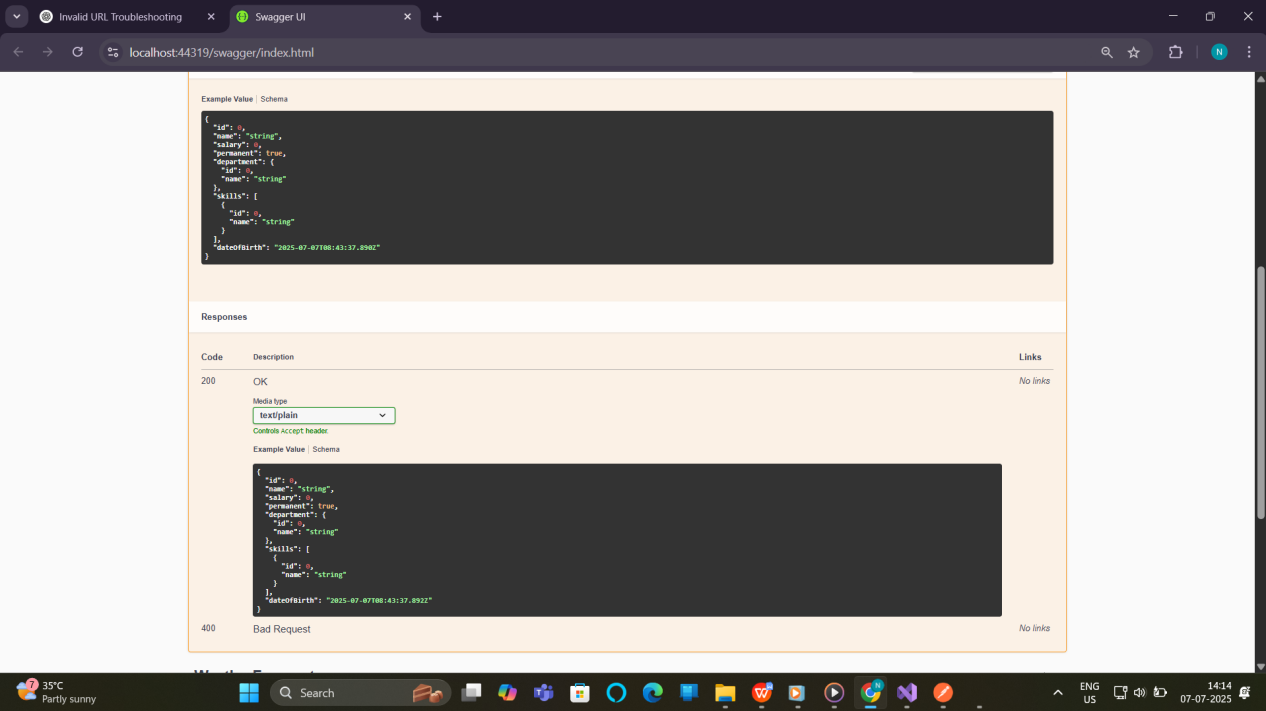 Invalid URL Troubleshooting
Swagger UI
localhost:44319/swagger/index.html
N
Example Value | Schema
{
"id": 0,
"name": "string",
"salary": 0,
"permanent": true,
"department": {
"id": 0,
"name": "string"
},
"skills": [
{
"id": 0,
"name": "string"
}
],
"dateOfBirth": "2025-07-07T08:43:37.890Z"
}
Responses
Code Description Links
200 OK No links
Media type
text/plain
Controls Accept header.
Example Value | Schema
{
"id": 0,
"name": "string",
"salary": 0,
"permanent": true,
"department": {
"id": 0,
"name": "string"
},
"skills": [
{
"id": 0,
"name": "string"
}
],
"dateOfBirth": "2025-07-07T08:43:37.892Z"
}
400 Bad Request No links
7
35°C
Partly sunny
Search
ENG
US
14:14
07-07-2025